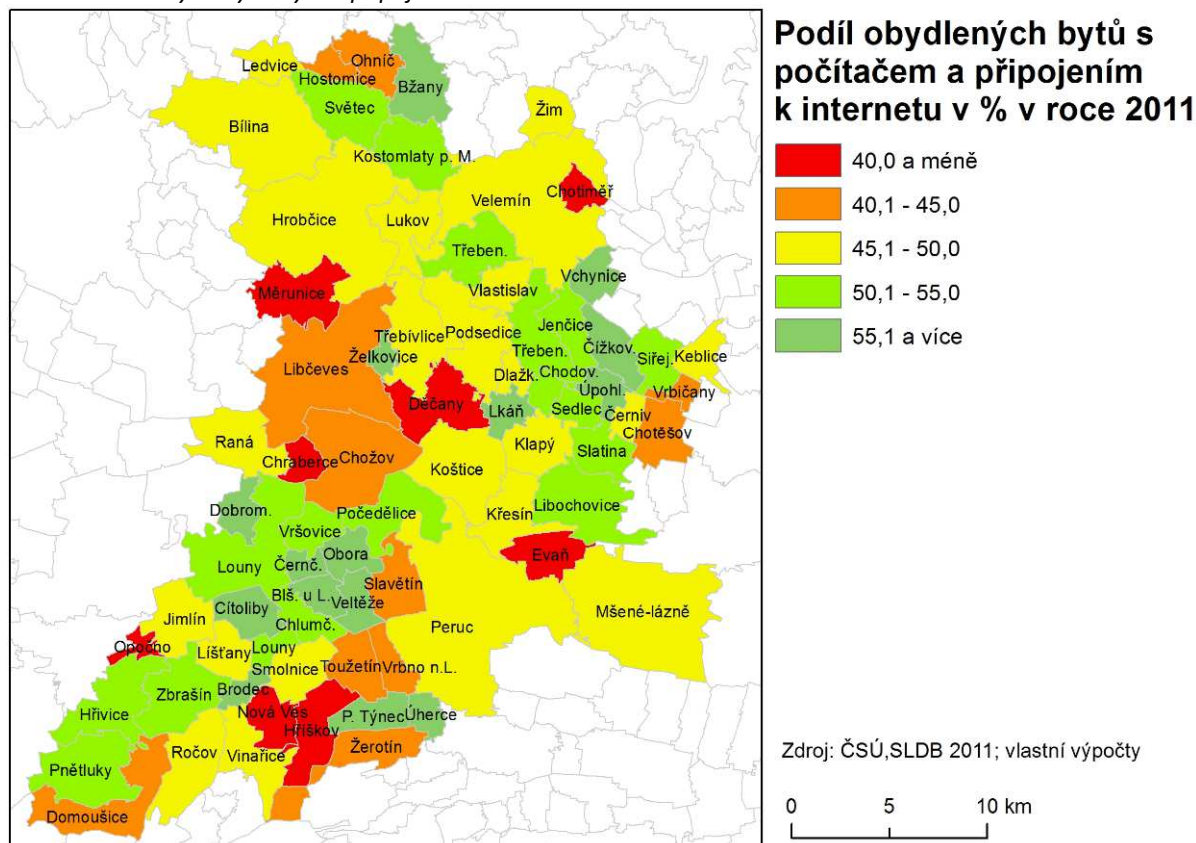 Podíl obydlených bytů s
počítačem a připojením
k internetu v % v roce 2011
40,0 a méně
40,1 - 45,0
45,1 - 50,0
50,1 - 55,0
55,1 a více
Ohníč
Ledvice
Hostomice
Bžany
Světec
Žim
Bílina
Kostomlaty p. M.
Chotiměř
Velemín
Hrobčice
Lukov
Třeben.
Vchynice
Měrunice
Vlastislav
Třebívlice
Podsedice
Jenčice
Želkovice
Třeben.
Čížkov.
Siřej.
Keblice
Libčeves
Dlažk.
Chodov.
Úpohl.
Vrbičany
Děčany
Lkáň
Sedlec
Černiv
Chotěšov
Raná
Klapý
Slatina
Chraberce
Chožov
Koštice
Libochovice
Dobrom.
Počedělice
Křesín
Vršovice
Obora
Evaň
Louny
Černč.
Slavětín
Blš. u L.
Veltěže
Cítoliby
Mšené-lázně
Jimlín
Chlumč.
Peruc
Opočno
Líšťany
Louny
Smolnice
Toužetín
Vrbno n.L.
Zbrašín
Brodec
Hřivice
Nová Ves
P. Týnec
Úherce
Hříškov
Ročov
Vinařice
Žerotín
Pnětluky
Domoušice
Zdroj: ČSÚ,SLDB 2011; vlastní výpočty
0 5 10 km